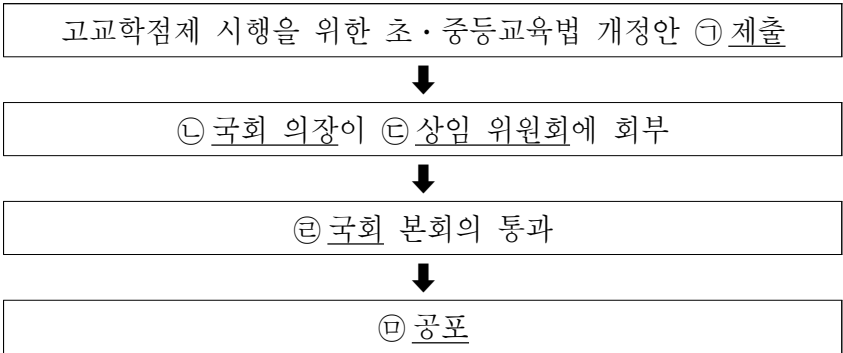 고교학점제 시행을 위한 초·중등교육법 개정안 ㉠ 제출
㉡ 국회 의장이 ㉢ 상임 위원회에 회부
㉣ 국회 본회의 통과
㉤ 공포